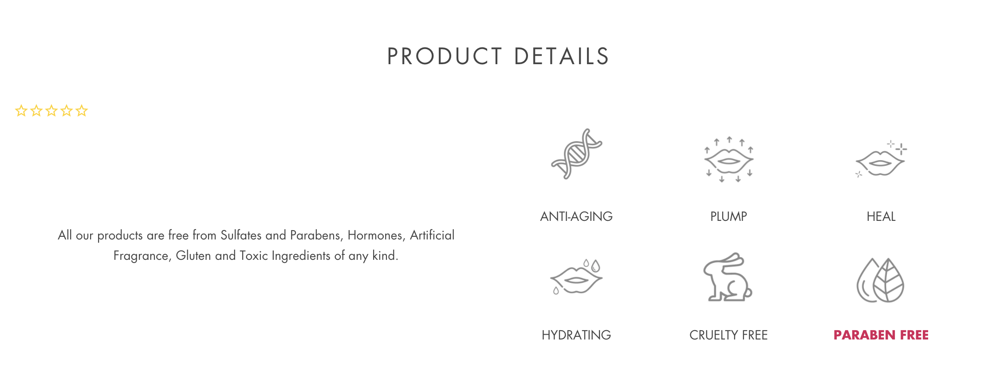 PRODUCT DETAILS
All our products are free from Sulfates and Parabens, Hormones, Artificial
Fragrance, Gluten and Toxic Ingredients of any kind.
ANTI-AGING
PLUMP
HEAL
HYDRATING
CRUELTY FREE
PARABEN FREE